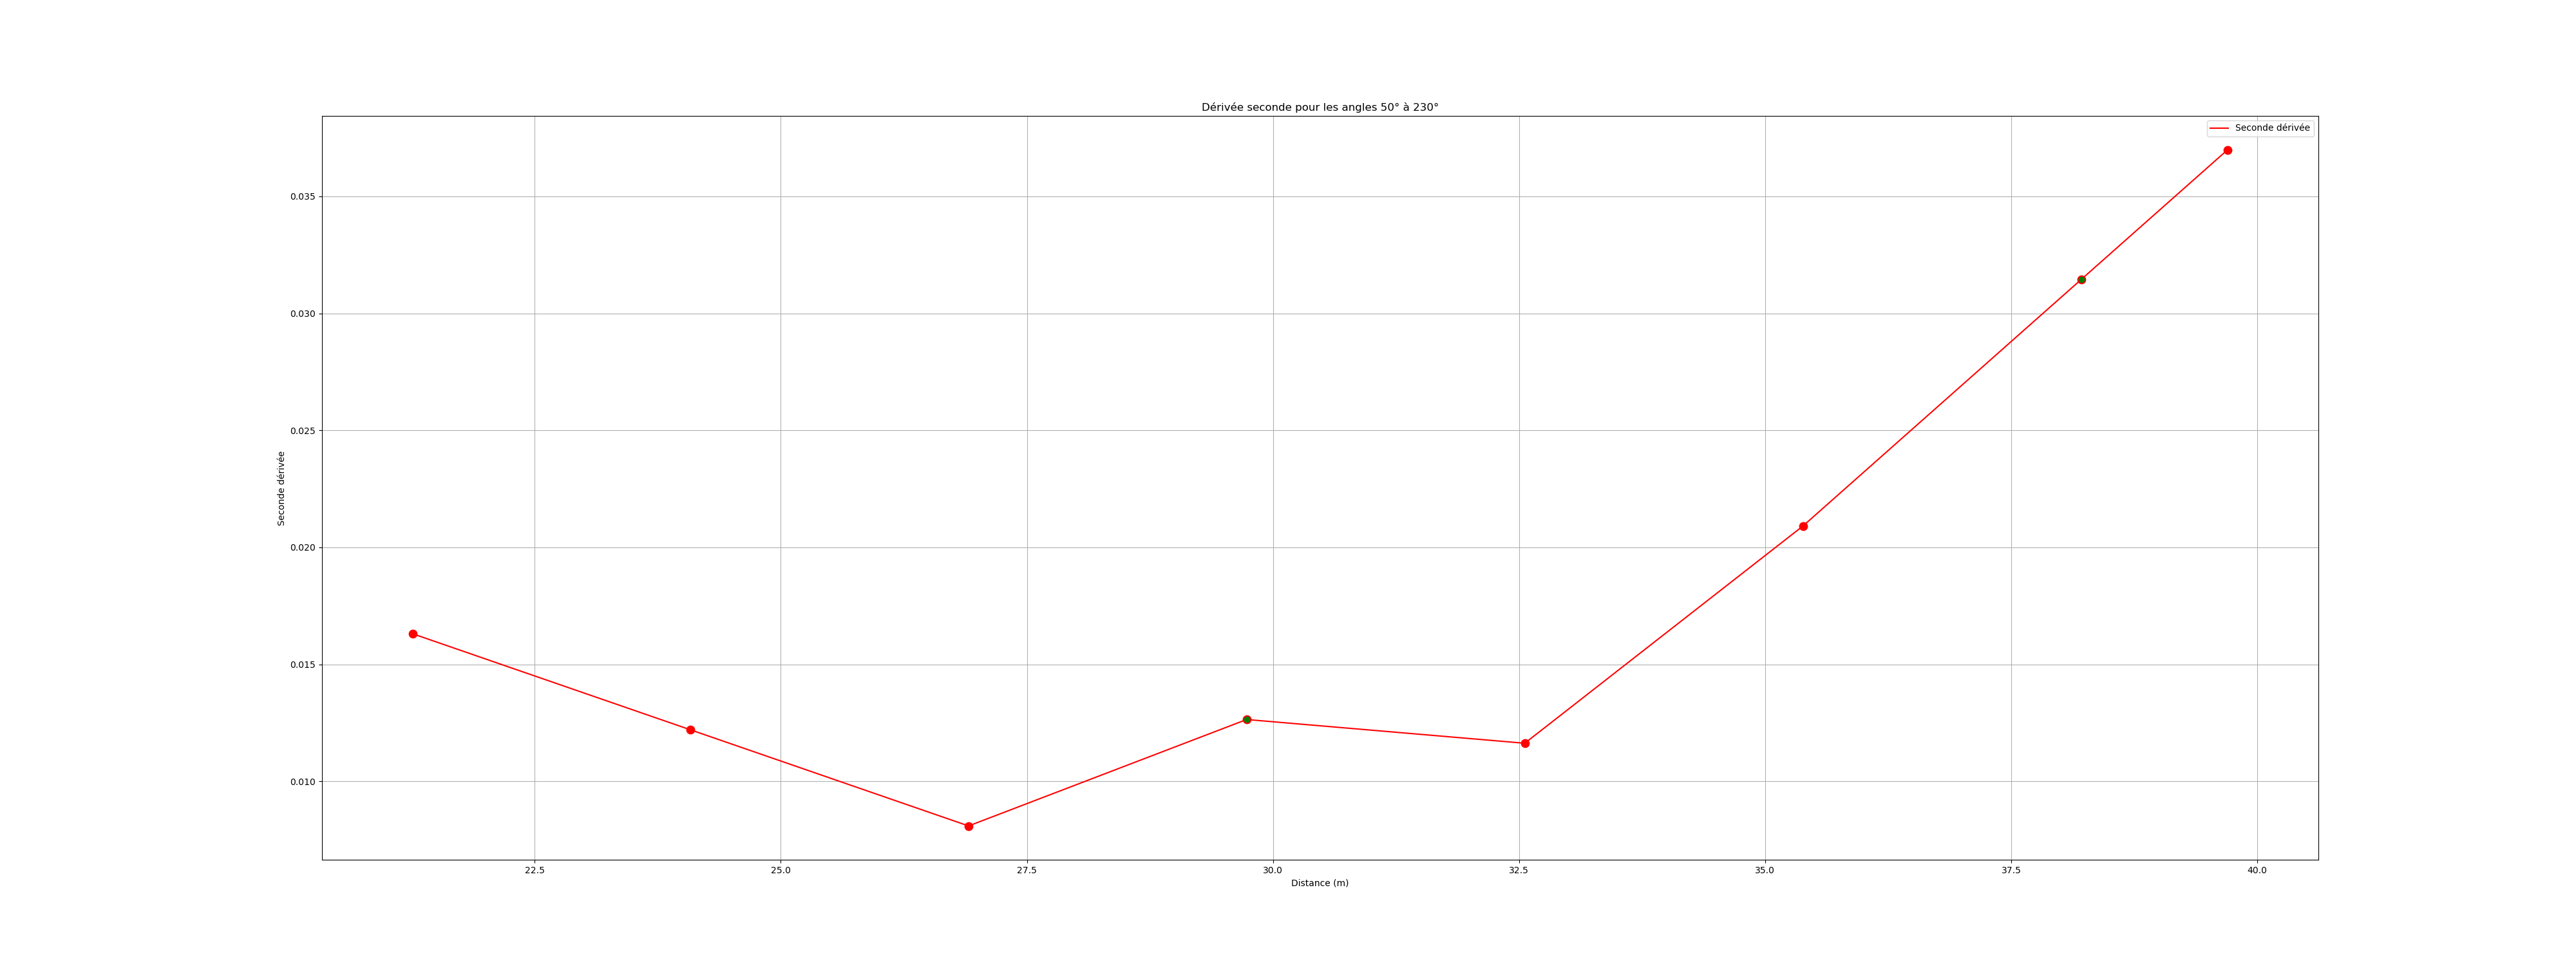 Dérivée seconde pour les angles 50° à 230°
Seconde dérivée
0.035
0.030
0.025
0.020
0.015
0.010
Seconde dérivée
22.5 25.0 27.5 30.0 32.5 35.0 37.5 40.0
Distance (m)